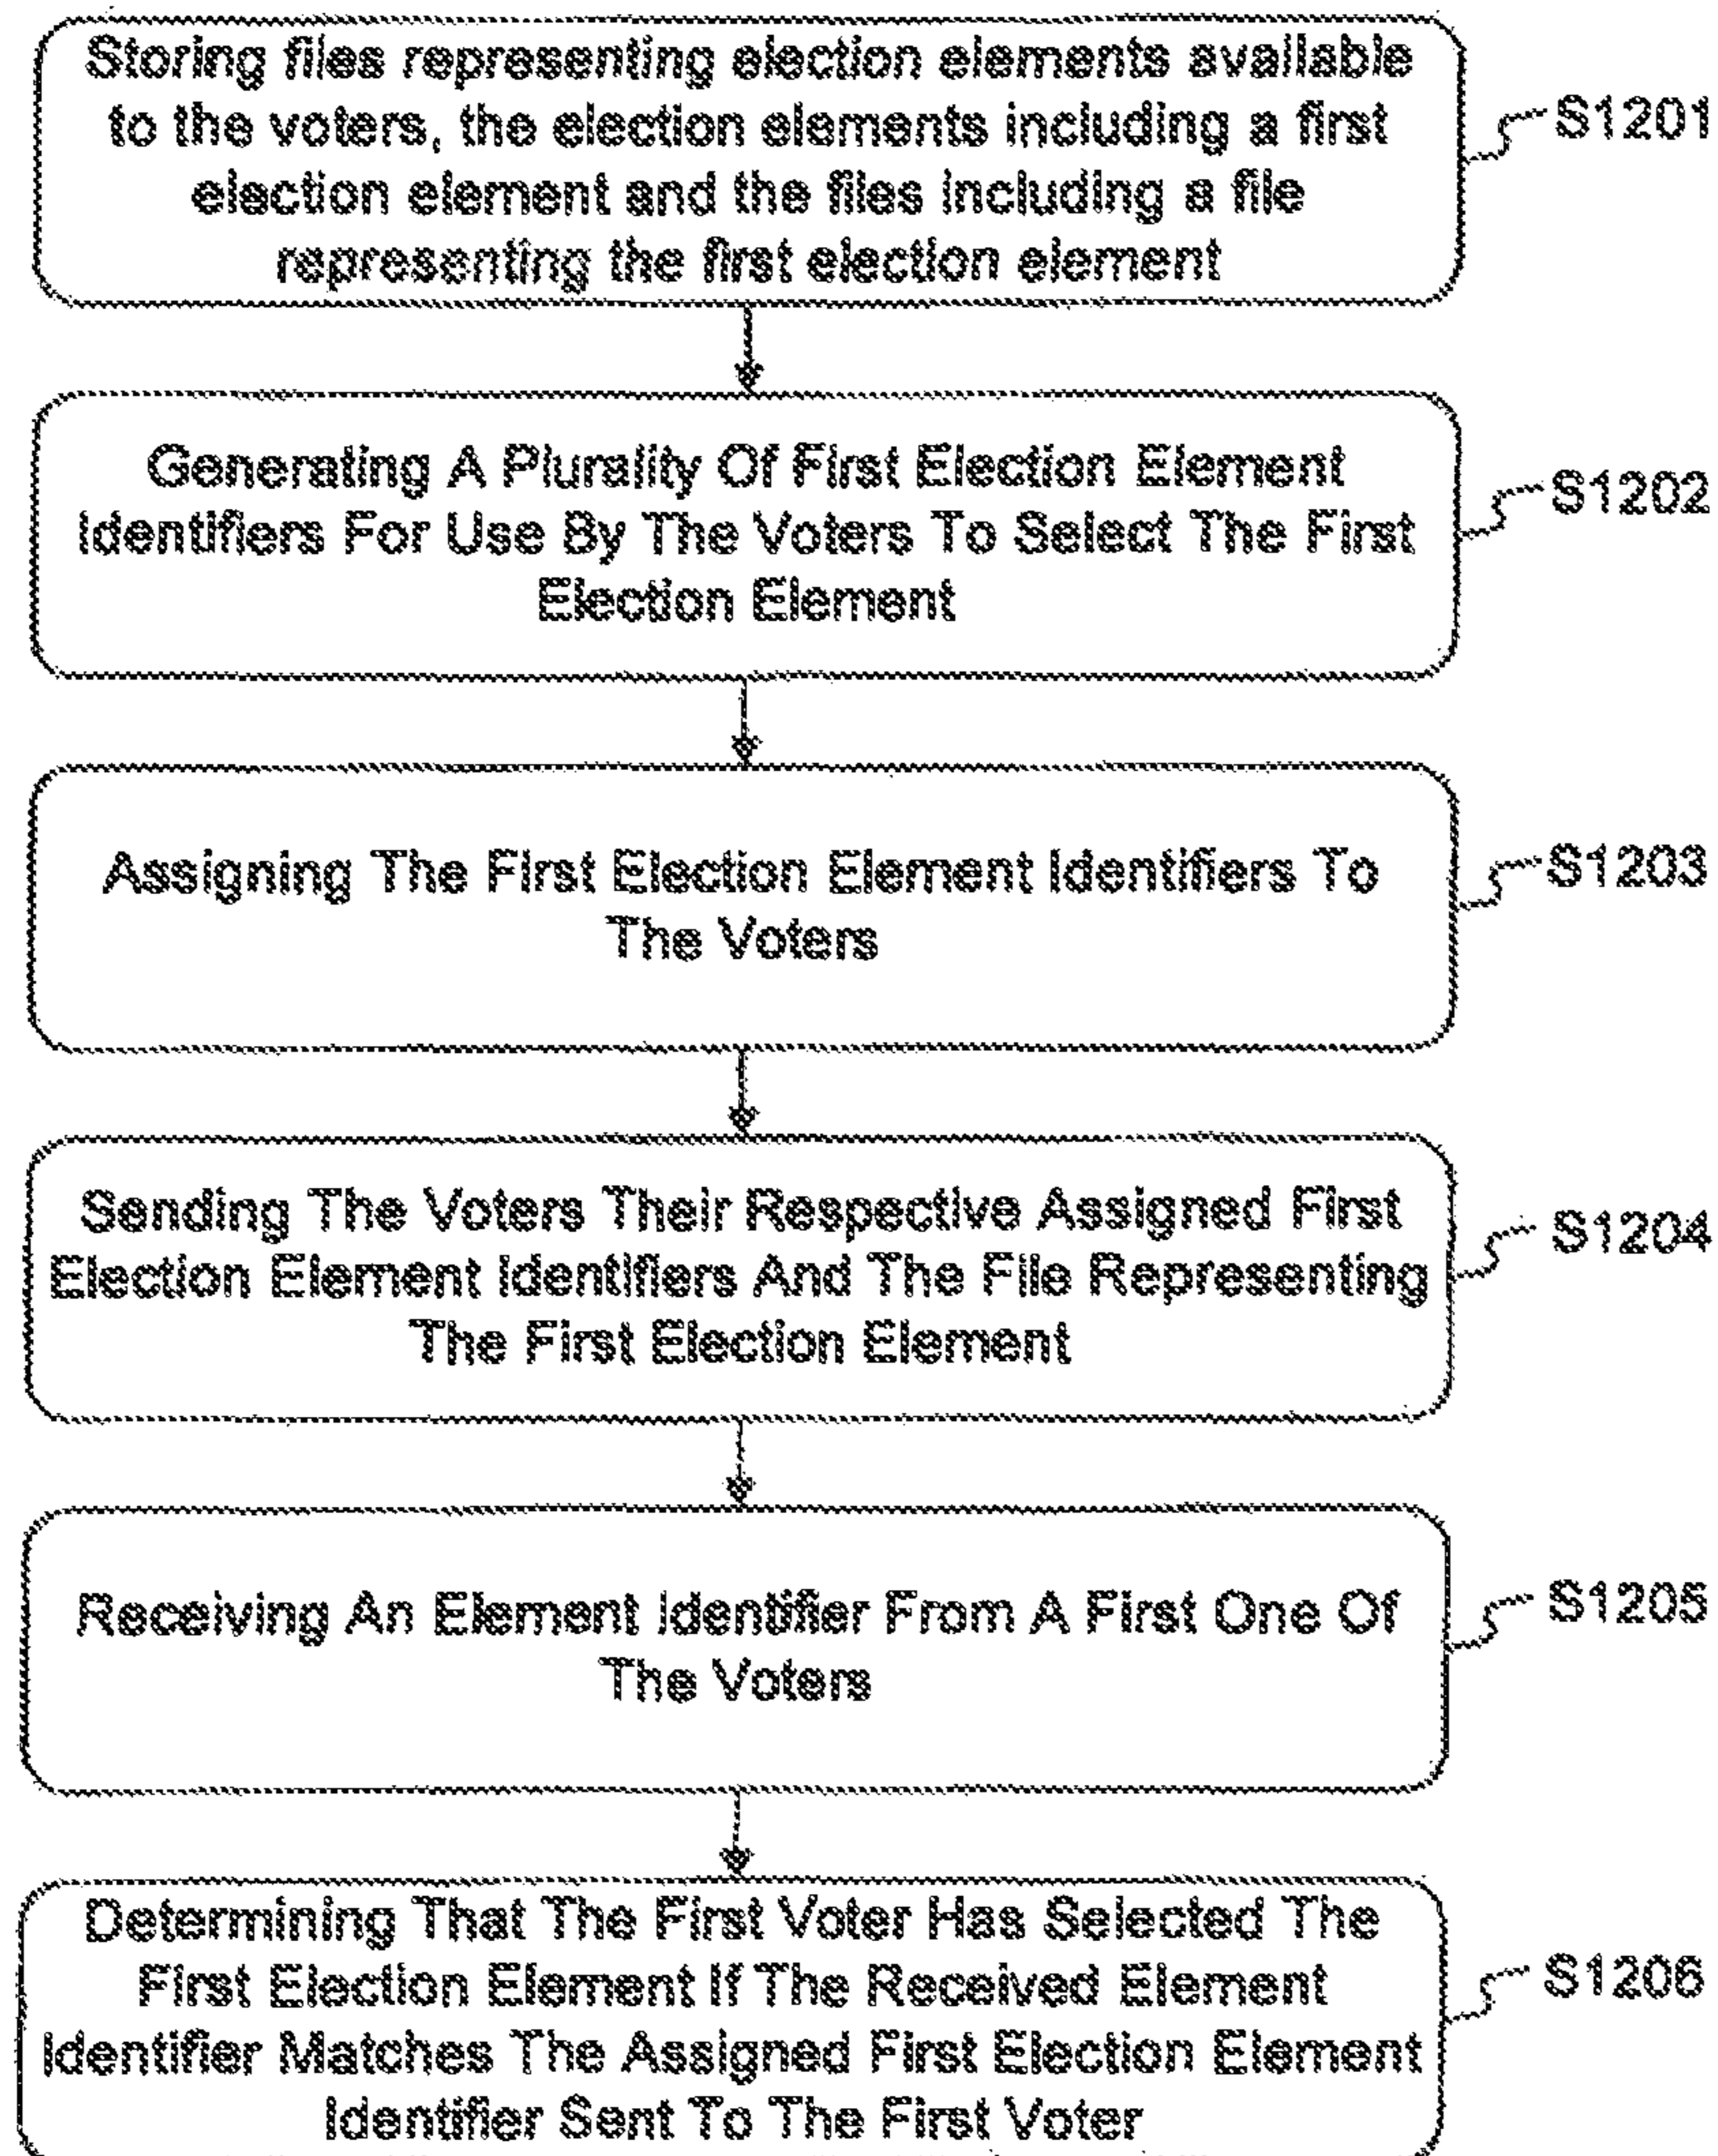 Storing files representing election elements available
to the voters, the election elements including a first
election element and the files including a file
representing the first election element
S1201
Generating A Plurality Of First Election Element
Identifiers For Use By The Voters To Select The First
Election Element
S1202
Assigning The First Election Element Identifiers To
The Voters
S1203
Sending The Voters Their Respective Assigned First
Election Element Identifiers And The File Representing
The First Election Element
S1204
Receiving An Element Identifier From A First One Of
The Voters
S1205
Determining That The First Voter Has Selected The
First Election Element If The Received Element
Identifier Matches The Assigned First Election Element
Identifier Sent To The First Voter
S1206